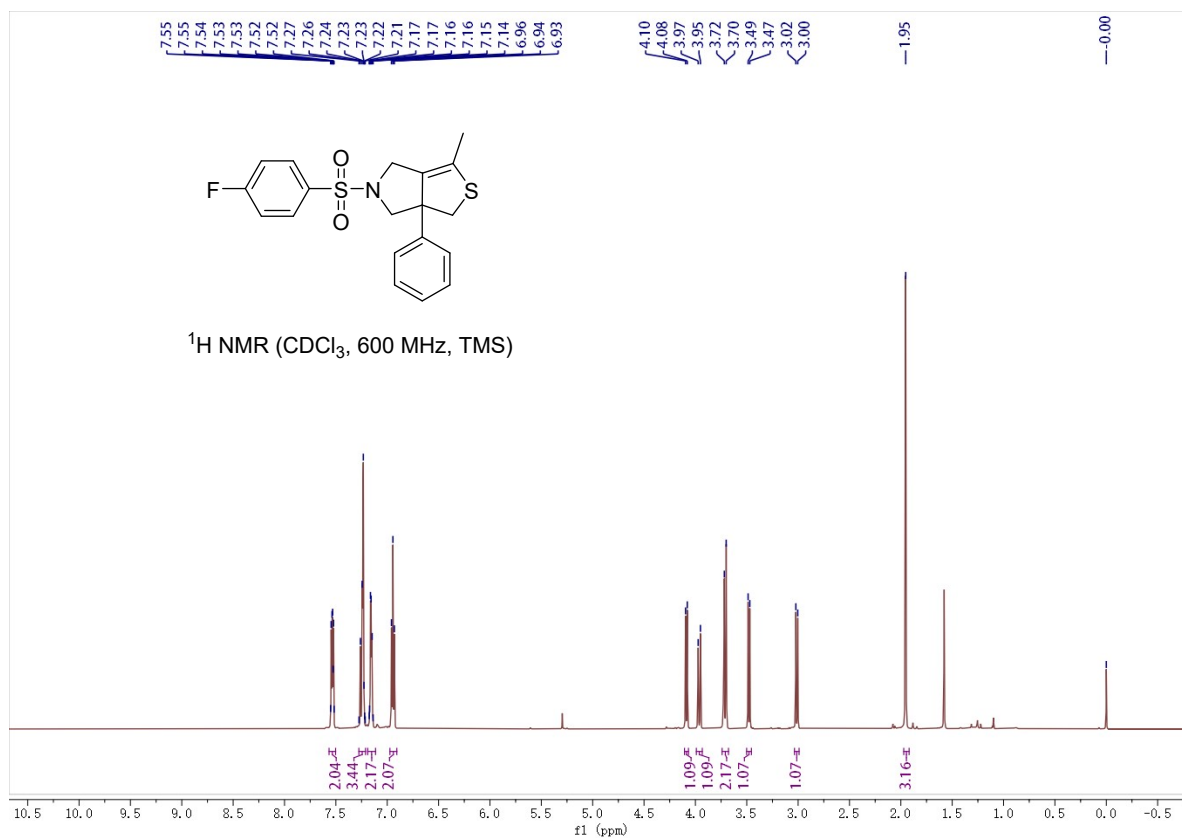 7.55 7.55 7.54 7.53 7.53 7.52 7.52 7.27 7.26 7.24 7.23 7.23 7.22 7.21 7.17 7.17 7.16 7.16 7.15 7.14 6.96 6.94 6.93 4.10 4.08 3.97 3.95 3.72 3.70 3.49 3.47 3.02 3.00 1.95 -0.00
O
F
S
N
S
O
¹H NMR (CDCl₃, 600 MHz, TMS)
2.04 3.44 2.17 2.07 1.09 1.09 2.17 1.07 1.07 3.16
10.5 10.0 9.5 9.0 8.5 8.0 7.5 7.0 6.5 6.0 5.5 5.0 4.5 4.0 3.5 3.0 2.5 2.0 1.5 1.0 0.5 0.0 -0.5
f1 (ppm)